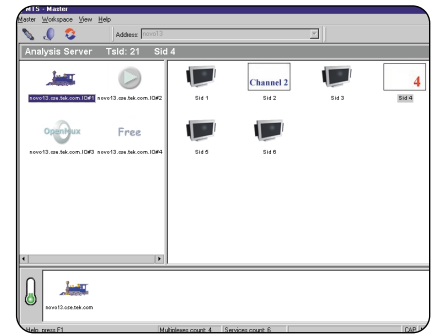 MTS - Master
Master Workspace View Help
Address: novo13
Analysis Server TsId: 21 Sid 4
novo13.cse.tek.com.ID#1 novo13.cse.tek.com.ID#2
OpenMux Free
novo13.cse.tek.com.ID#3 novo13.cse.tek.com.ID#4
Sid 1 Sid 2 Sid 3 Sid 4
Channel 2
4
Sid 5 Sid 6
novo13.cse.tek.com
Help, press F1 Multiplexes count: 4 Services count: 6 CAP